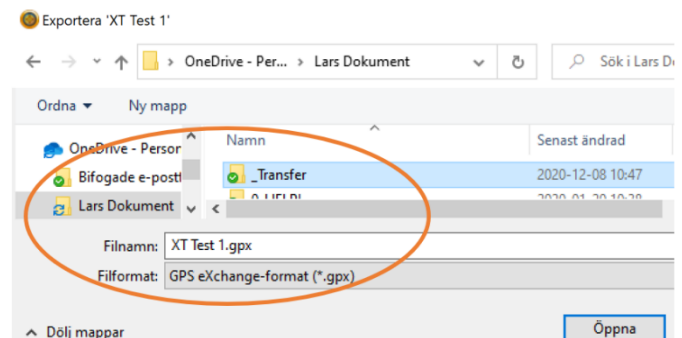 Exportera 'XT Test 1'
OneDrive - Per... > Lars Dokument
Sök i Lars D
Ordna Ny mapp
Namn Senast ändrad
OneDrive - Person
_Transfer 2020-12-08 10:47
Bifogade e-post
Lars Dokument
Filnamn: XT Test 1.gpx
Filformat: GPS eXchange-format (*.gpx)
Dölj mappar Öppna